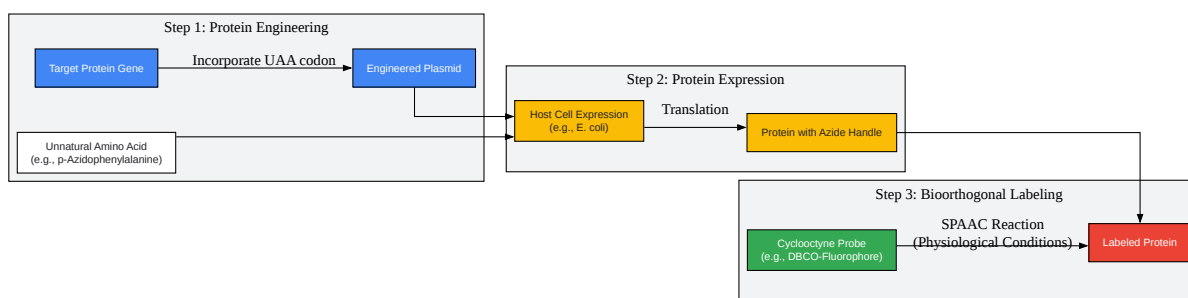 Step 1: Protein Engineering
Target Protein Gene
Incorporate UAA codon
Engineered Plasmid
Unnatural Amino Acid
(e.g., p-Azidophenylalanine)
Step 2: Protein Expression
Host Cell Expression
(e.g., E. coli)
Translation
Protein with Azide Handle
Step 3: Bioorthogonal Labeling
Cyclooctyne Probe
(e.g., DBCO-Fluorophore)
SPAAC Reaction
(Physiological Conditions)
Labeled Protein